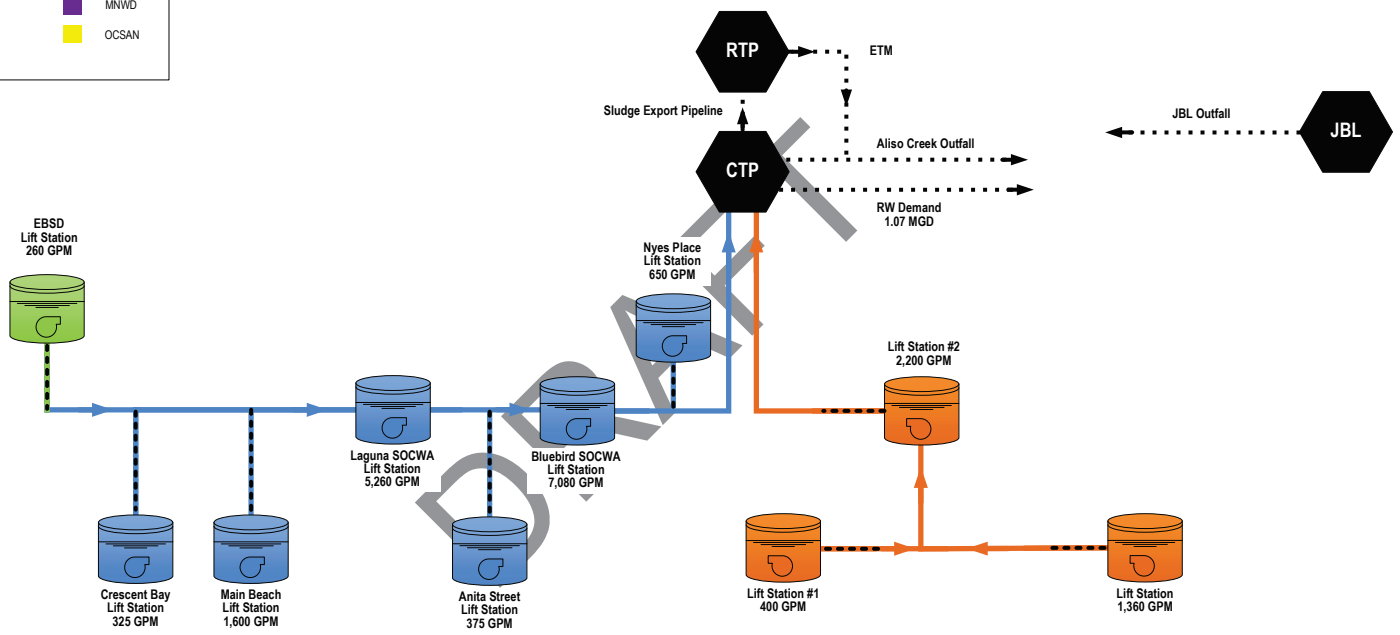 MNWD
OCSAN
RTP
ETM
Sludge Export Pipeline
JBL Outfall
JBL
Aliso Creek Outfall
CTP
RW Demand
1.07 MGD
EBSD
Lift Station
260 GPM
Nyes Place
Lift Station
650 GPM
Lift Station #2
2,200 GPM
Laguna SOCWA
Lift Station
5,260 GPM
Bluebird SOCWA
Lift Station
7,080 GPM
Crescent Bay
Lift Station
325 GPM
Main Beach
Lift Station
1,600 GPM
Anita Street
Lift Station
375 GPM
Lift Station #1
400 GPM
Lift Station
1,360 GPM
DRAFT